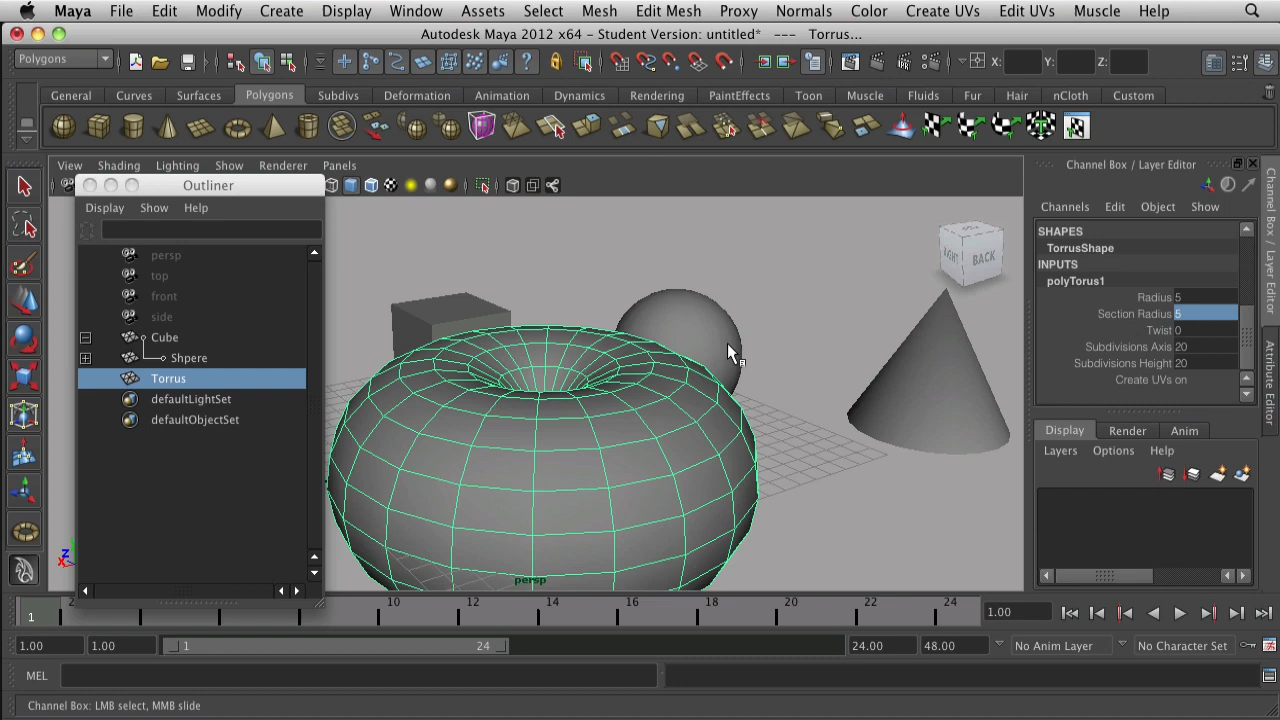 Maya File Edit Modify Create Display Window Assets Select Mesh Edit Mesh Proxy Normals Color Create UVs Edit UVs Muscle Help
Autodesk Maya 2012 x64 - Student Version: untitled* --- Torrus...
Polygons X: Y: Z:
General Curves Surfaces Polygons Subdivs Deformation Animation Dynamics Rendering PaintEffects Toon Muscle Fluids Fur Hair nCloth Custom
View Shading Lighting Show Renderer Panels
Channel Box / Layer Editor
Outliner
Display Show Help
Channels Edit Object Show
persp
top
front
side
Cube
Shpere
Torrus
defaultLightSet
defaultObjectSet
RIGHT BACK
persp
SHAPES
TorrusShape
INPUTS
polyTorus1
Radius 5
Section Radius 5
Twist 0
Subdivisions Axis 20
Subdivisions Height 20
Create UVs on
Display Render Anim
Layers Options Help
Channel Box / Layer Editor
Attribute Editor
Z
X
1 2 10 12 14 16 18 20 22 24 1.00
1.00 1.00 1 24 24.00 48.00 No Anim Layer No Character Set
MEL
Channel Box: LMB select, MMB slide